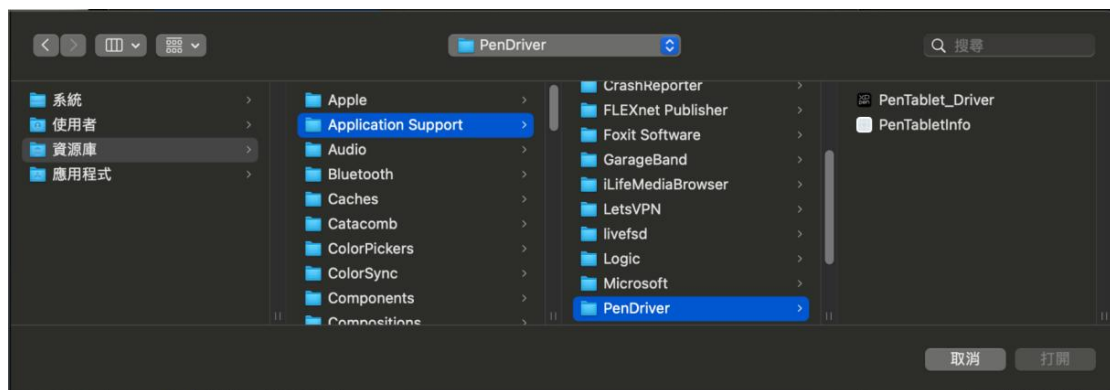 PenDriver
搜尋
系統
使用者
資源庫
應用程式
Apple
Application Support
Audio
Bluetooth
Caches
Catacomb
ColorPickers
ColorSync
Components
Compositions
CrashReporter
FLEXnet Publisher
Foxit Software
GarageBand
iLifeMediaBrowser
LetsVPN
livefsd
Logic
Microsoft
PenDriver
PenTablet_Driver
PenTabletInfo
取消
打開